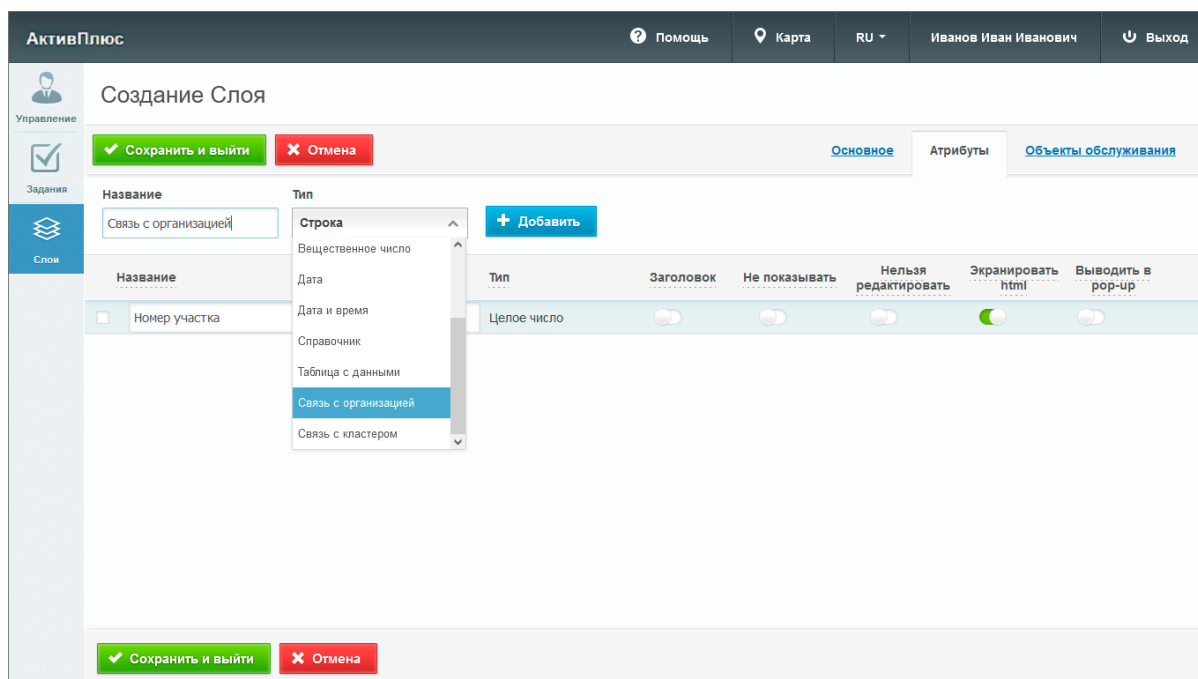 АктивПлюс
Помощь
Карта
RU
Иванов Иван Иванович
Выход
Управление
Задания
Слои
Создание Слоя
Сохранить и выйти
Отмена
Основное
Атрибуты
Объекты обслуживания
Название
Тип
Связь с организацией
Строка
Добавить
Вещественное число
Дата
Дата и время
Справочник
Таблица с данными
Связь с организацией
Связь с кластером
Название
Тип
Заголовок
Не показывать
Нельзя
редактировать
Экранировать
html
Выводить в
pop-up
Номер участка
Целое число
Сохранить и выйти
Отмена